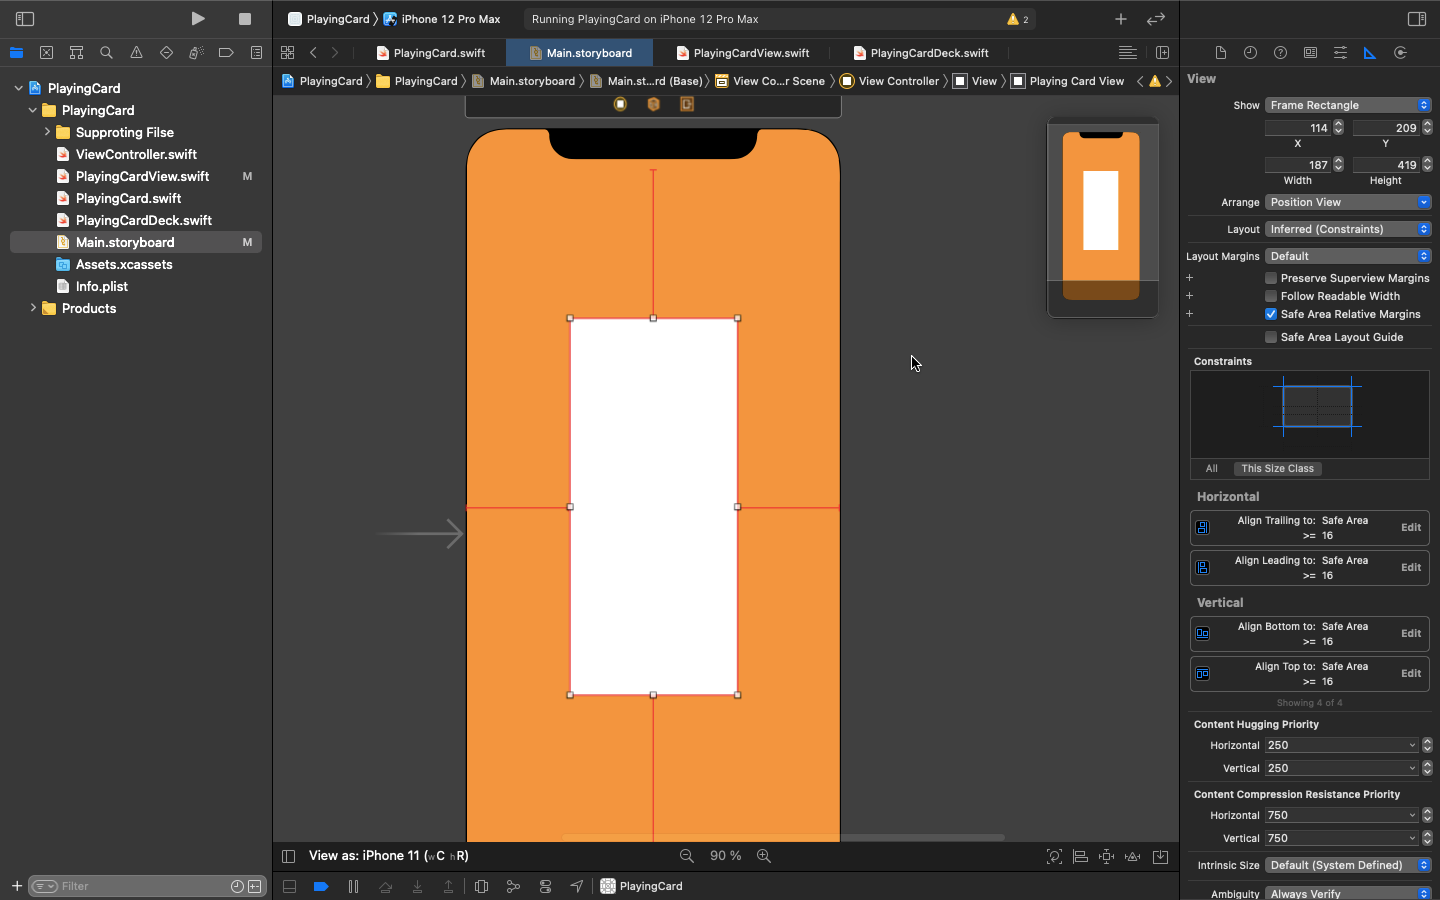 PlayingCard
iPhone 12 Pro Max
Running PlayingCard on iPhone 12 Pro Max
2
PlayingCard.swift
Main.storyboard
PlayingCardView.swift
PlayingCardDeck.swift
PlayingCard
PlayingCard
Main.storyboard
Main.st...rd (Base)
View Co...r Scene
View Controller
View
Playing Card View
PlayingCard
PlayingCard
Supproting Filse
ViewController.swift
PlayingCardView.swift M
PlayingCard.swift
PlayingCardDeck.swift
Main.storyboard M
Assets.xcassets
Info.plist
Products
Filter
View as: iPhone 11 (wC hR)
90 %
PlayingCard
View
Show Frame Rectangle
114 209
X Y
187 419
Width Height
Arrange Position View
Layout Inferred (Constraints)
Layout Margins Default
Preserve Superview Margins
Follow Readable Width
Safe Area Relative Margins
Safe Area Layout Guide
Constraints
All This Size Class
Horizontal
Align Trailing to: Safe Area
>= 16
Edit
Align Leading to: Safe Area
>= 16
Edit
Vertical
Align Bottom to: Safe Area
>= 16
Edit
Align Top to: Safe Area
>= 16
Edit
Showing 4 of 4
Content Hugging Priority
Horizontal 250
Vertical 250
Content Compression Resistance Priority
Horizontal 750
Vertical 750
Intrinsic Size Default (System Defined)
Ambiguity Always Verify